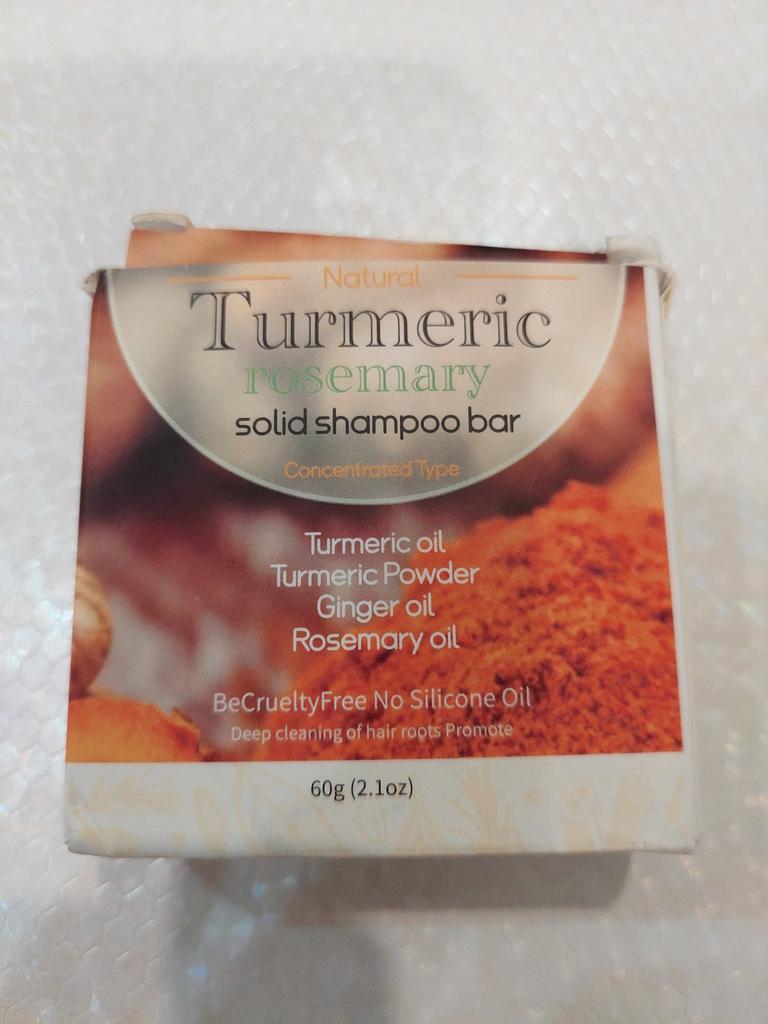 Natural
Turmeric
rosemary
solid shampoo bar
Concentrated Type
Turmeric oil
Turmeric Powder
Ginger oil
Rosemary oil
BeCrueltyFree No Silicone Oil
Deep cleaning of hair roots Promote
60g (2.1oz)